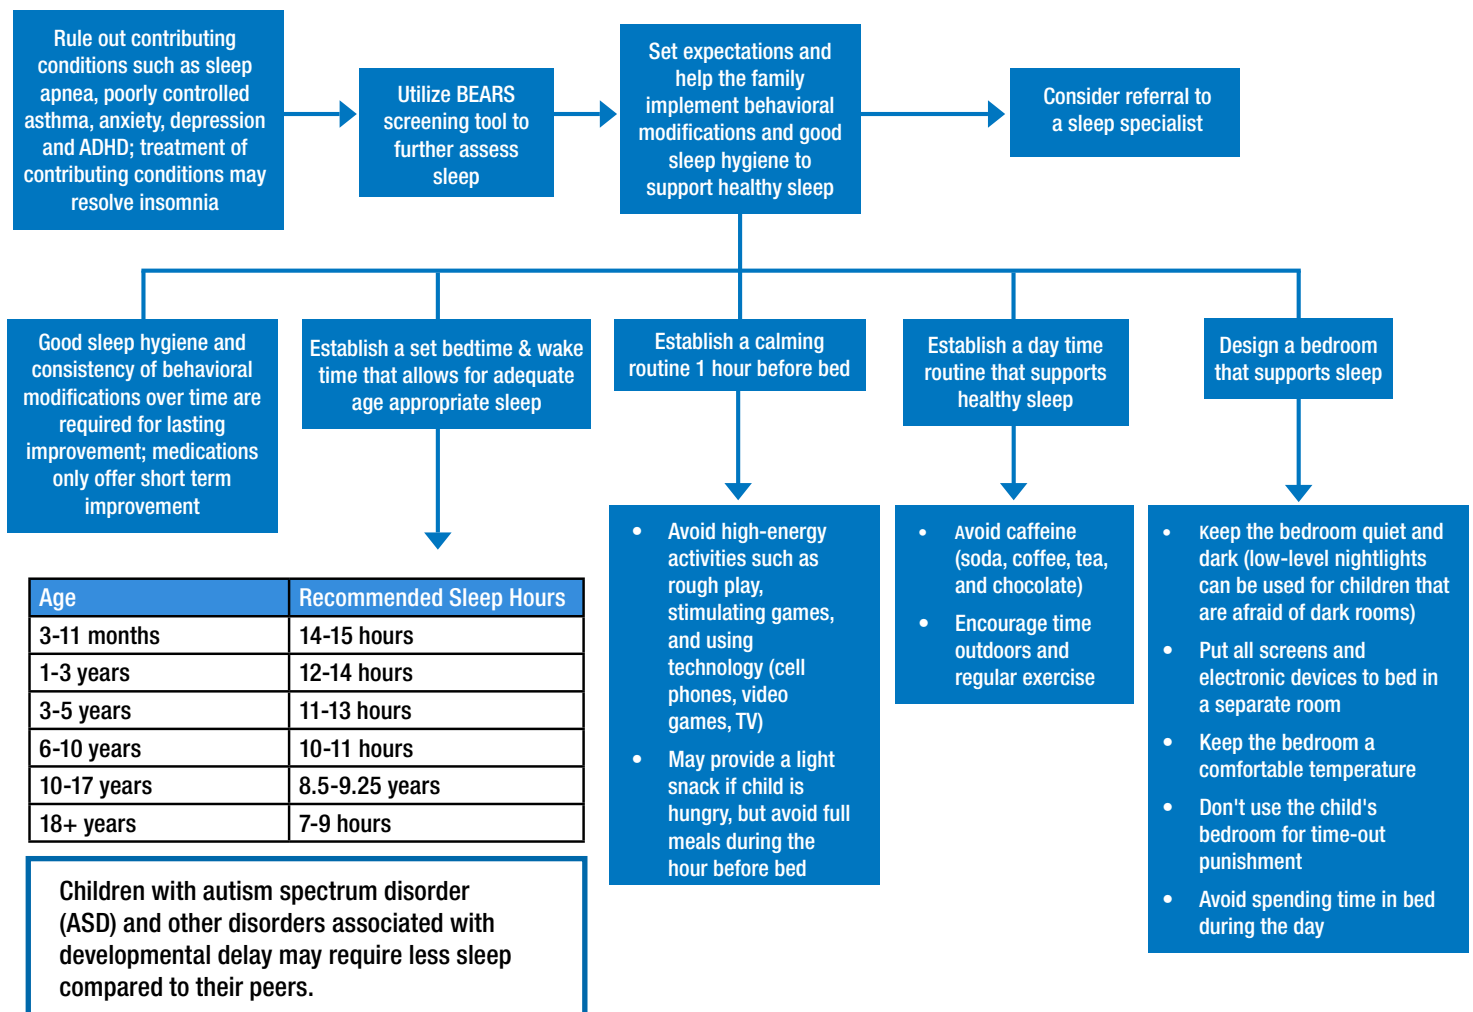 Rule out contributing
conditions such as sleep
apnea, poorly controlled
asthma, anxiety, depression
and ADHD; treatment of
contributing conditions may
resolve insomnia
Utilize BEARS
screening tool to
further assess
sleep
Set expectations and
help the family
implement behavioral
modifications and good
sleep hygiene to
support healthy sleep
Consider referral to
a sleep specialist
Good sleep hygiene and
consistency of behavioral
modifications over time are
required for lasting
improvement; medications
only offer short term
improvement
Establish a set bedtime & wake
time that allows for adequate
age appropriate sleep
Age Recommended Sleep Hours
3-11 months 14-15 hours
1-3 years 12-14 hours
3-5 years 11-13 hours
6-10 years 10-11 hours
10-17 years 8.5-9.25 years
18+ years 7-9 hours
Children with autism spectrum disorder
(ASD) and other disorders associated with
developmental delay may require less sleep
compared to their peers.
Establish a calming
routine 1 hour before bed
• Avoid high-energy
activities such as
rough play,
stimulating games,
and using
technology (cell
phones, video
games, TV)
• May provide a light
snack if child is
hungry, but avoid full
meals during the
hour before bed
Establish a day time
routine that supports
healthy sleep
• Avoid caffeine
(soda, coffee, tea,
and chocolate)
• Encourage time
outdoors and
regular exercise
Design a bedroom
that supports sleep
• Keep the bedroom quiet and
dark (low-level nightlights
can be used for children that
are afraid of dark rooms)
• Put all screens and
electronic devices to bed in
a separate room
• Keep the bedroom a
comfortable temperature
• Don't use the child's
bedroom for time-out
punishment
• Avoid spending time in bed
during the day